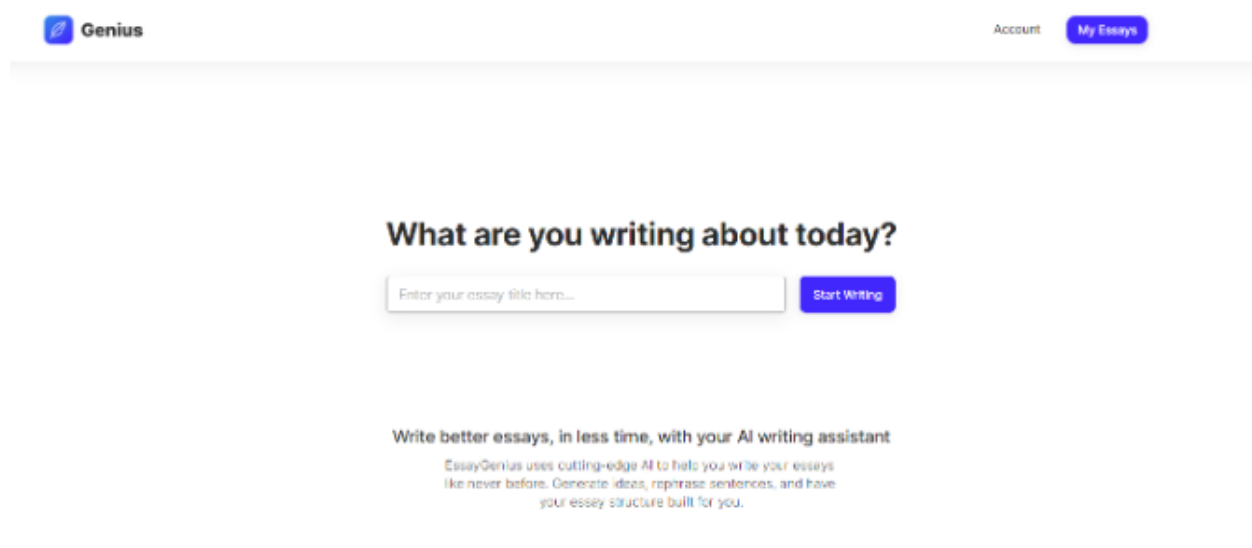 Genius
Account
My Essays
What are you writing about today?
Enter your essay title here...
Start Writing
Write better essays, in less time, with your AI writing assistant
EssayGenius uses cutting-edge AI to help you write your essays
like never before. Generate ideas, rephrase sentences, and have
your essay structure built for you.